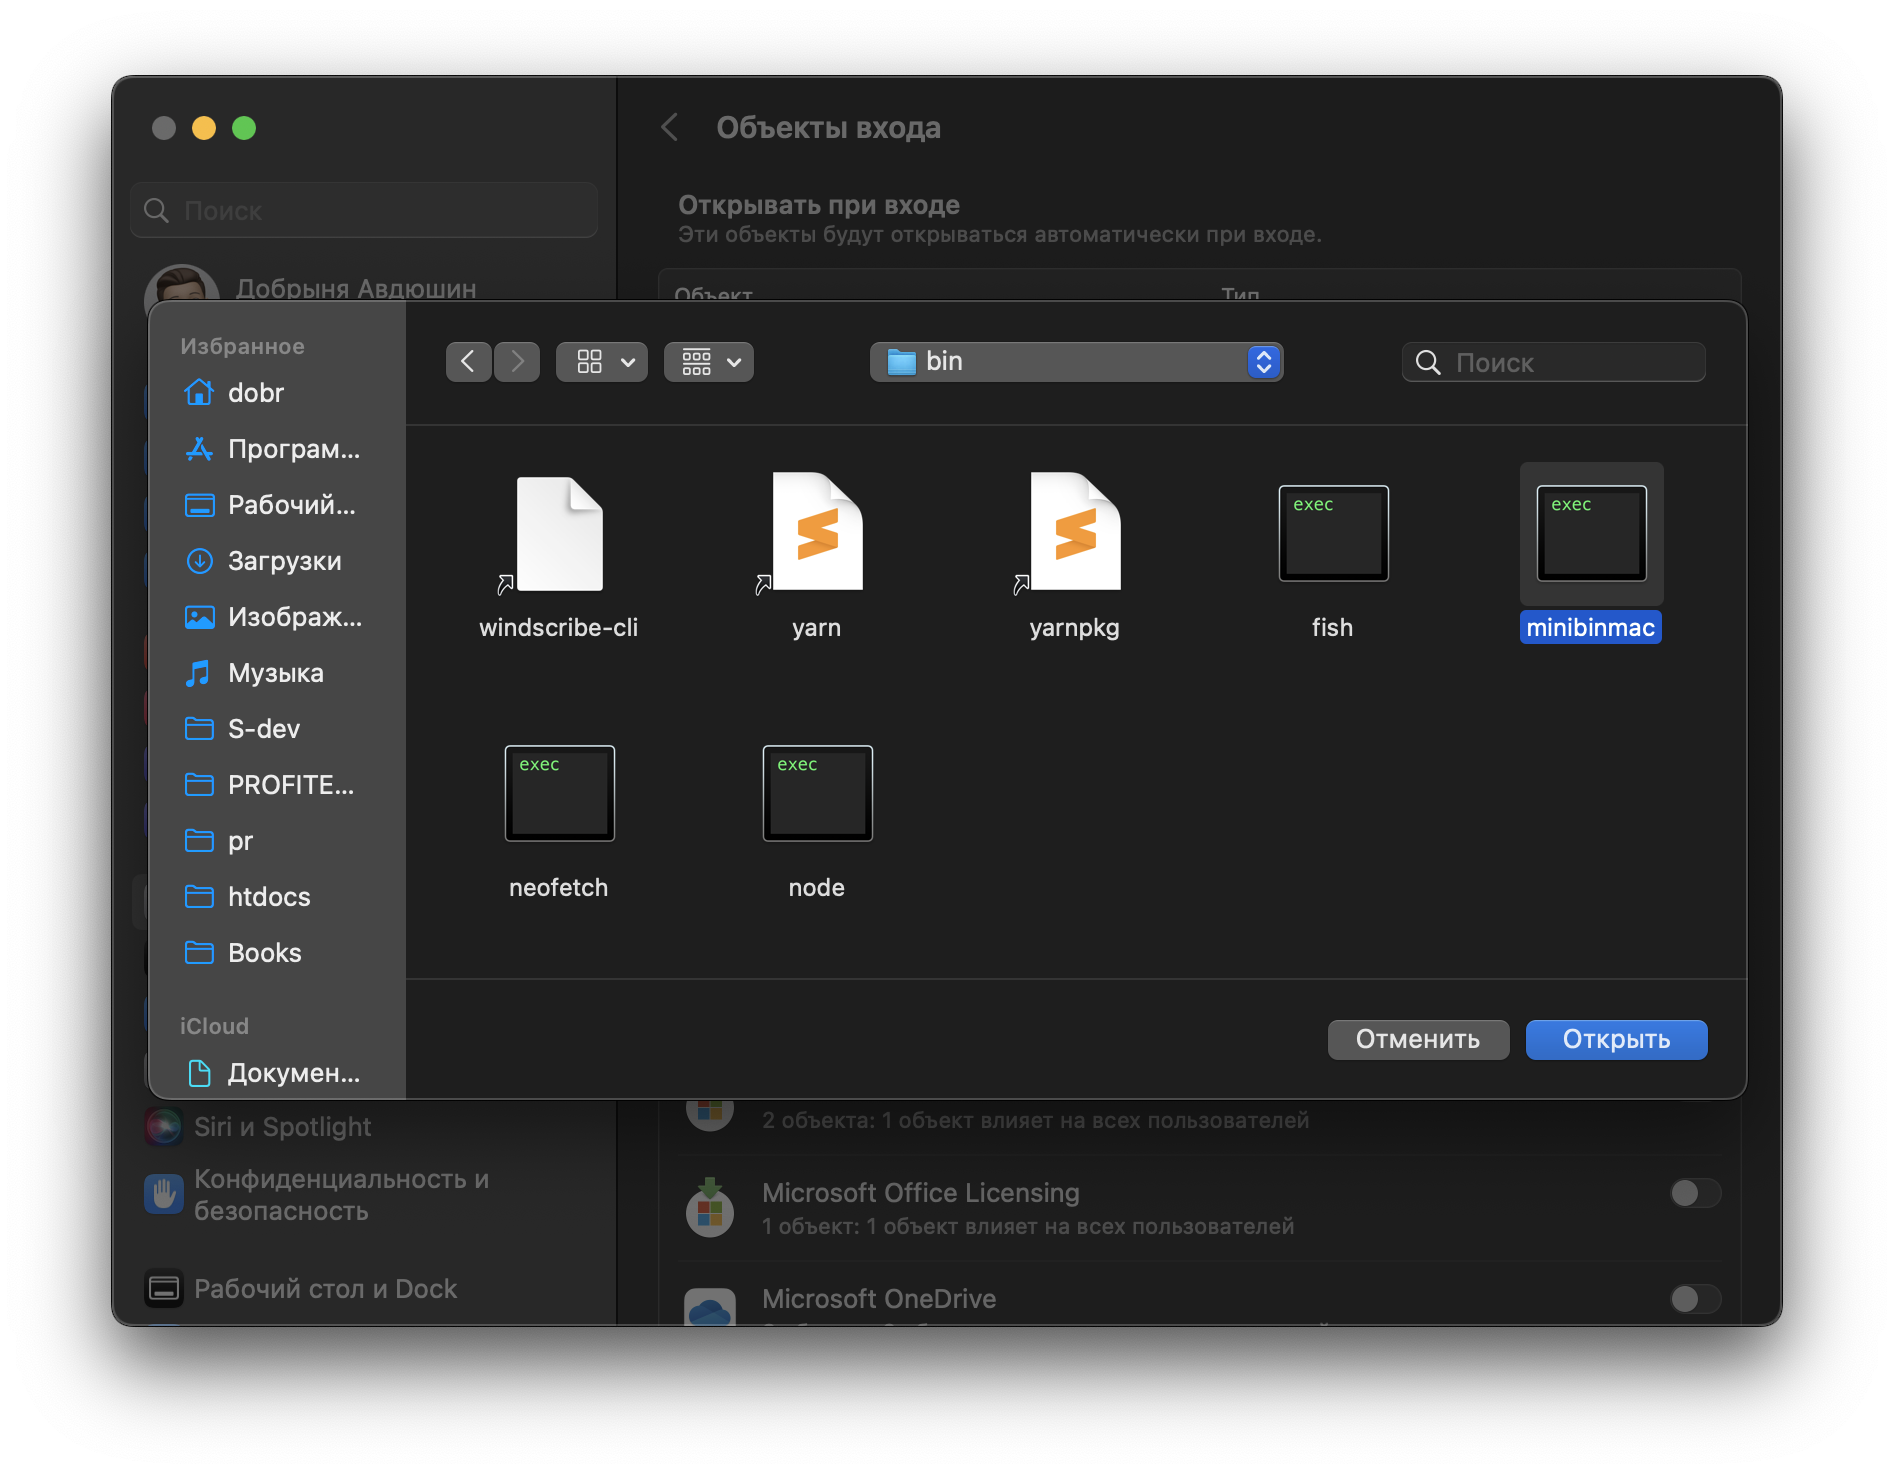 Объекты входа
Поиск
Открывать при входе
Эти объекты будут открываться автоматически при входе.
Добрыня Авдюшин
Объект
Тип
Избранное
dobr
Програм...
Рабочий...
Загрузки
Изображ...
Музыка
S-dev
PROFITE...
pr
htdocs
Books
iCloud
Докумен...
bin
Поиск
windscribe-cli
yarn
yarnpkg
exec
fish
exec
minibinmac
exec
neofetch
exec
node
Отменить
Открыть
Siri и Spotlight
Конфиденциальность и
безопасность
Рабочий стол и Dock
2 объекта: 1 объект влияет на всех пользователей
Microsoft Office Licensing
1 объект: 1 объект влияет на всех пользователей
Microsoft OneDrive